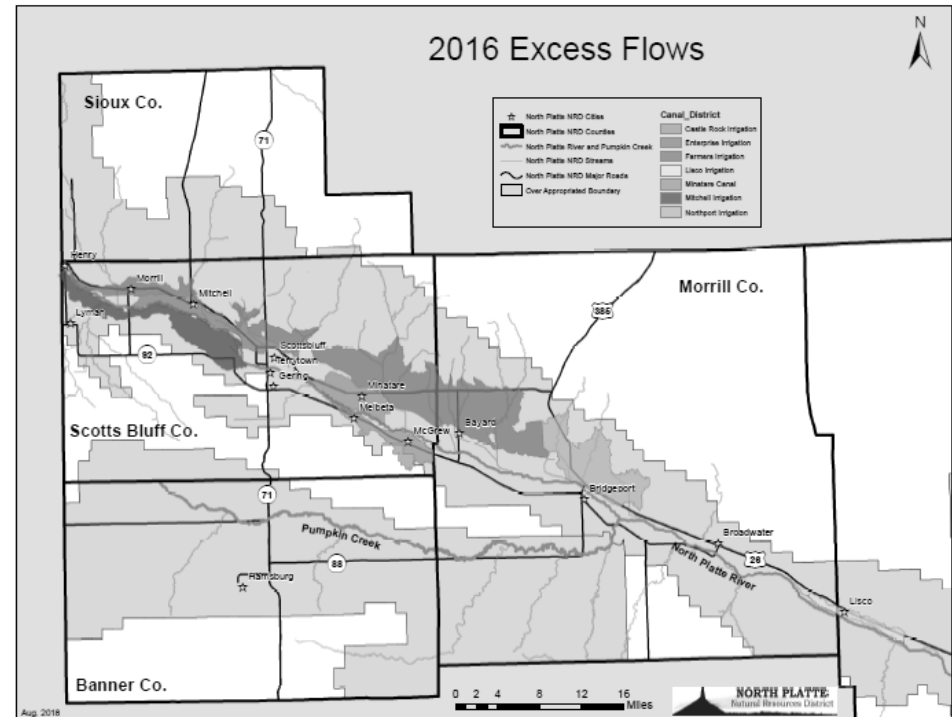 2016 Excess Flows
N
Sioux Co.
71
North Platte NRD Cities
North Platte NRD Counties
North Platte River and Pumpkin Creek
North Platte NRD Streams
North Platte NRD Major Roads
Over Appropriated Boundary
Canal_District
Castle Rock Irrigation
Enterprise Irrigation
Farmers Irrigation
Lisco Irrigation
Minatare Canal
Mitchell Irrigation
Northport Irrigation
Henry
Morrill
Mitchell
Lyman
92
Scottsbluff
Terrytown
Gering
Minatare
Melbeta
McGrew
Bayard
385
Morrill Co.
Scotts Bluff Co.
71
Bridgeport
Pumpkin Creek
88
Broadwater
North Platte River
26
Harrisburg
Lisco
Banner Co.
0 2 4 8 12 16
Miles
NORTH PLATTE
Natural Resources District
Aug. 2018